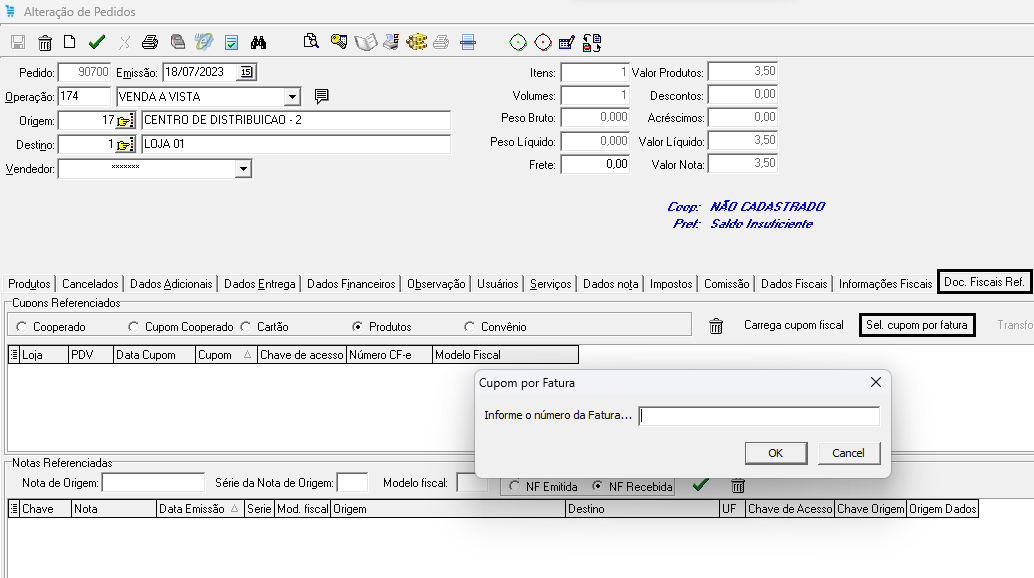 Alteração de Pedidos
Pedido: 90700 Emissão: 18/07/2023 15
Itens: 1 Valor Produtos: 3,50
Operação: 174 VENDA A VISTA
Volumes: 1 Descontos: 0,00
Origem: 17 CENTRO DE DISTRIBUICAO - 2
Peso Bruto: 0,000 Acréscimos: 0,00
Destino: 1 LOJA 01
Peso Líquido: 0,000 Valor Líquido: 3,50
Vendedor: *******
Frete: 0,00 Valor Nota: 3,50
Coop: NÃO CADASTRADO
Pref: Saldo Insuficiente
Produtos Cancelados Dados Adicionais Dados Entrega Dados Financeiros Observação Usuários Serviços Dados nota Impostos Comissão Dados Fiscais Informações Fiscais Doc. Fiscais Ref.
Cupons Referenciados
Cooperado Cupom Cooperado Cartão Produtos Convênio Carrega cupom fiscal Sel. cupom por fatura Transfo
Loja PDV Data Cupom Cupom Chave de acesso Número CF-e Modelo Fiscal
Cupom por Fatura
Informe o número da Fatura...
OK Cancel
Notas Referenciadas
Nota de Origem: Série da Nota de Origem: Modelo fiscal: NF Emitida NF Recebida
Chave Nota Data Emissão Serie Mod. fiscal Origem Destino UF Chave de Acesso Chave Origem Origem Dados